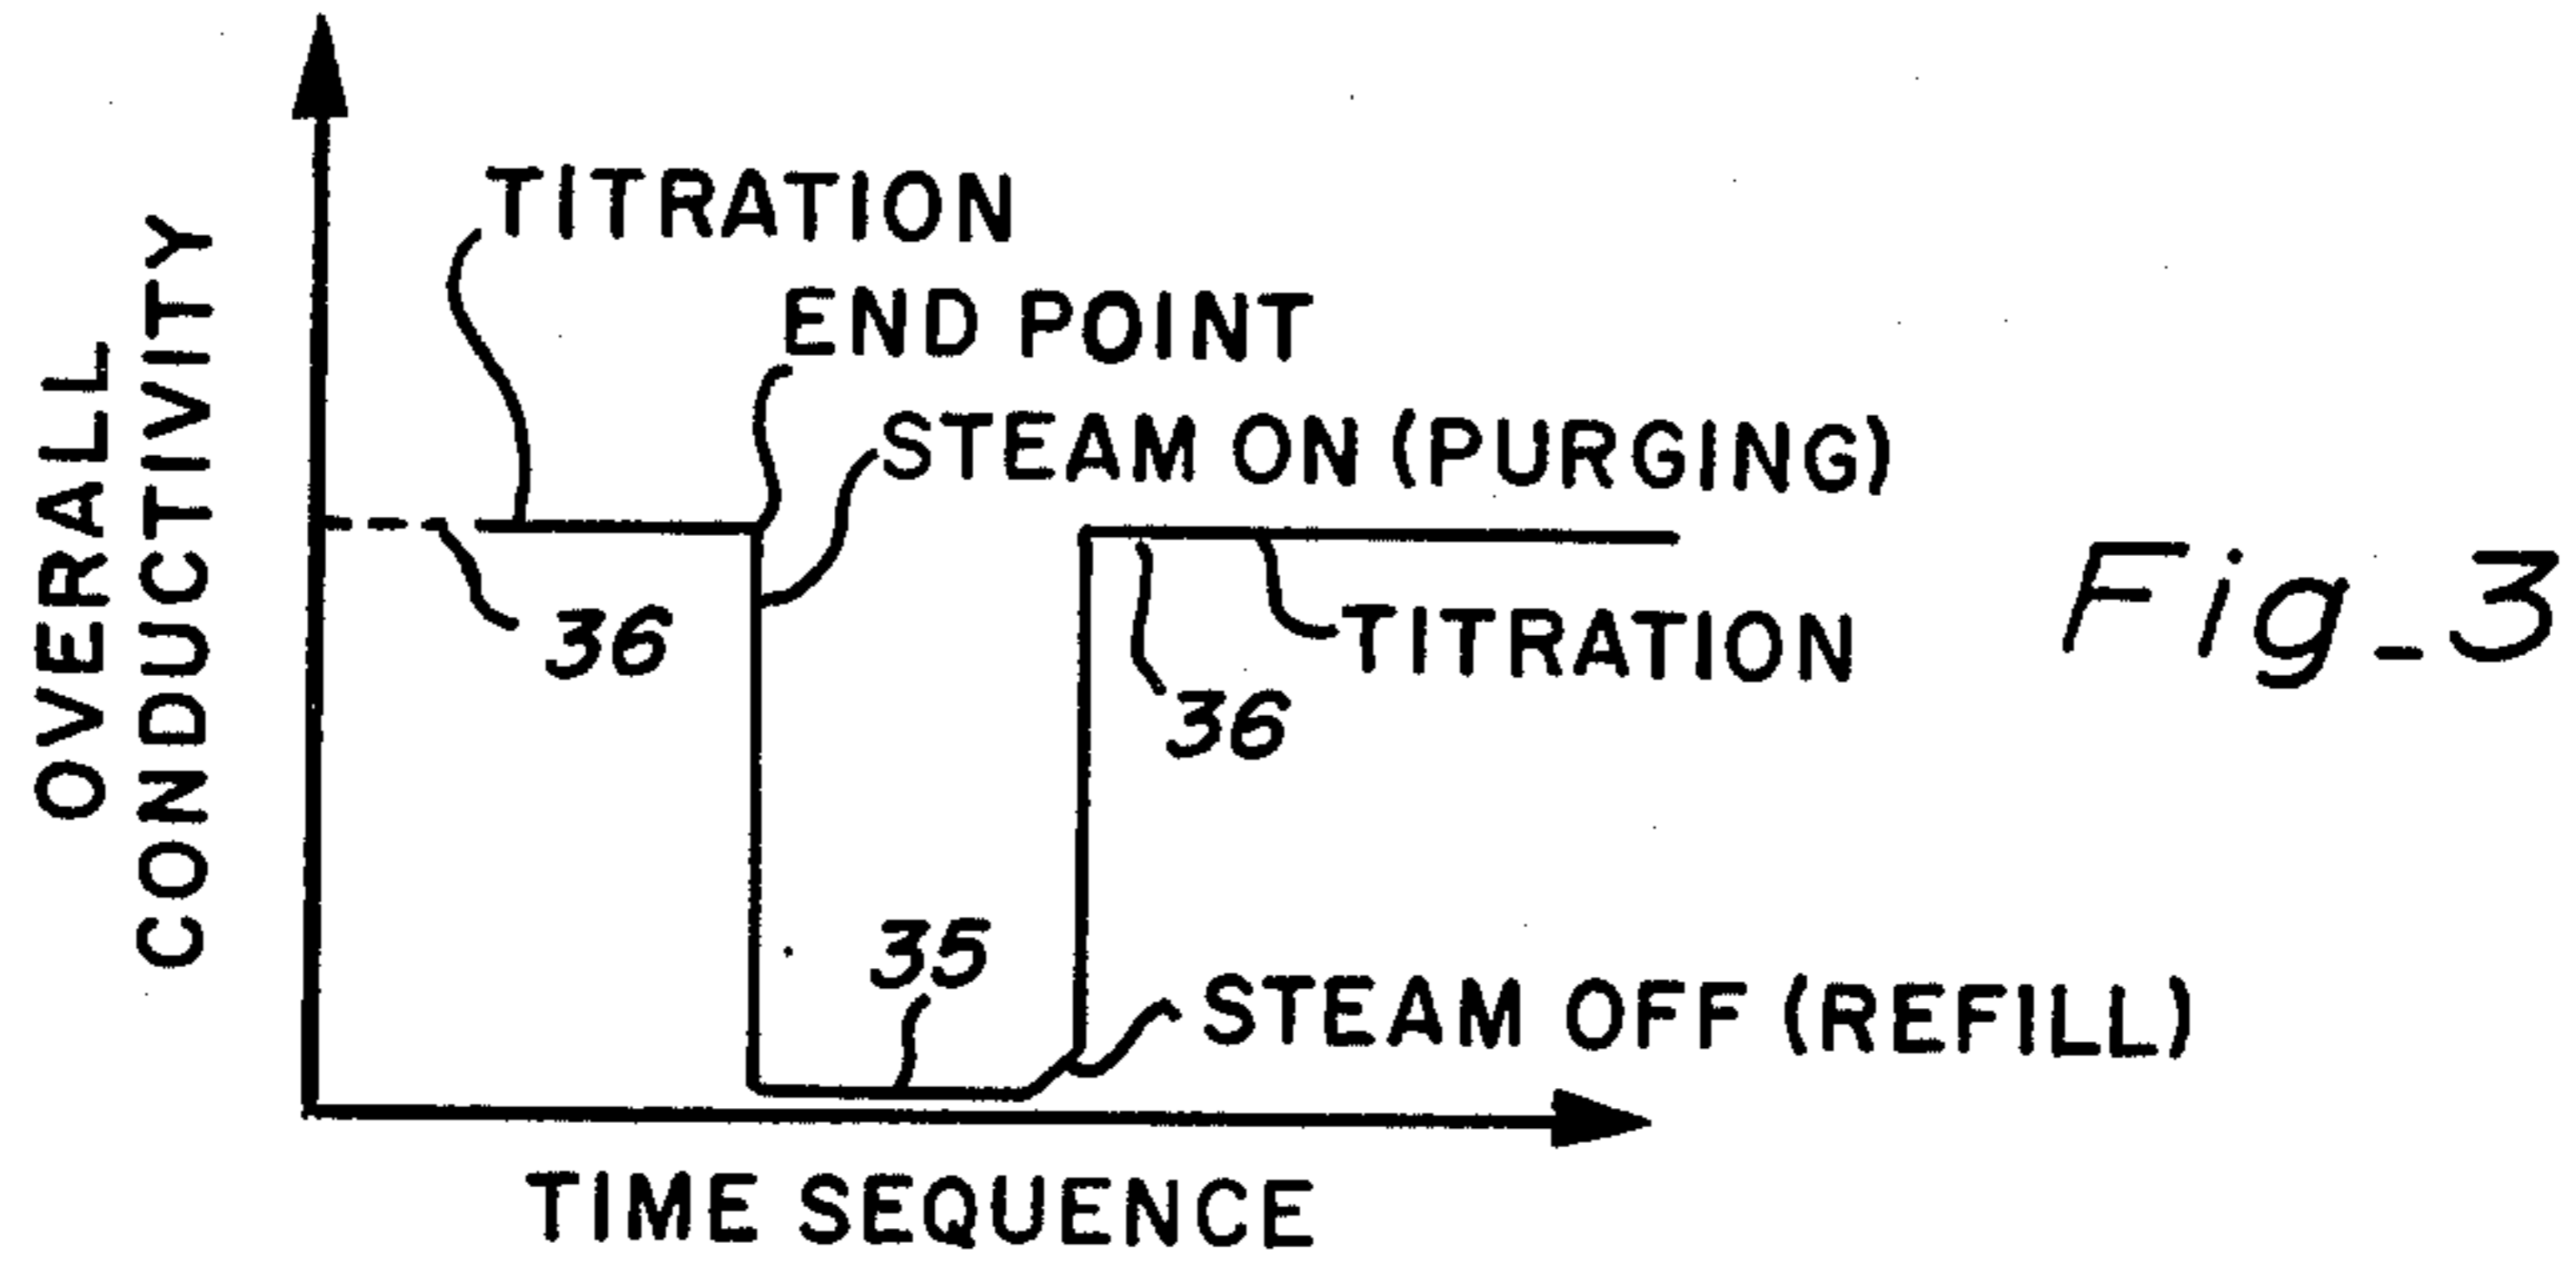 OVERALL
CONDUCTIVITY
TITRATION
END POINT
STEAM ON (PURGING)
36
TITRATION
36
Fig_3
35
STEAM OFF (REFILL)
TIME SEQUENCE